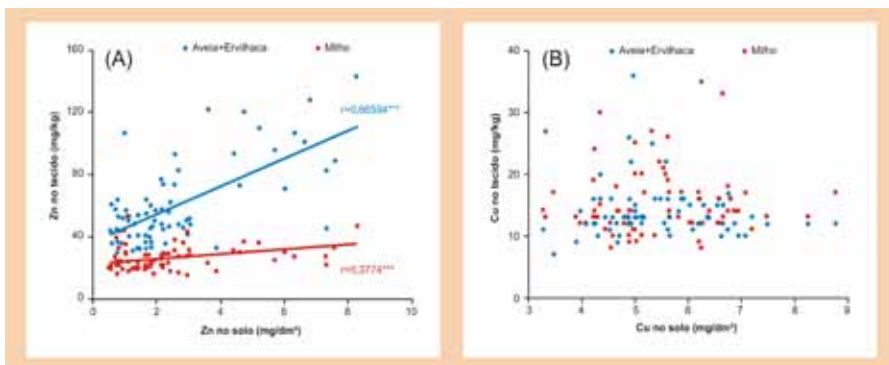 (A)
Aveia+Ervilhaca
Milho
Zn no tecido (mg/kg)
160
120
80
40
0
0
2
4
6
8
10
Zn no solo (mg/dm³)
r=0,3774***
(B)
Aveia+Ervilhaca
Milho
Cu no tecido (mg/kg)
40
30
20
10
0
3
4
5
6
7
8
9
Cu no solo (mg/dm³)